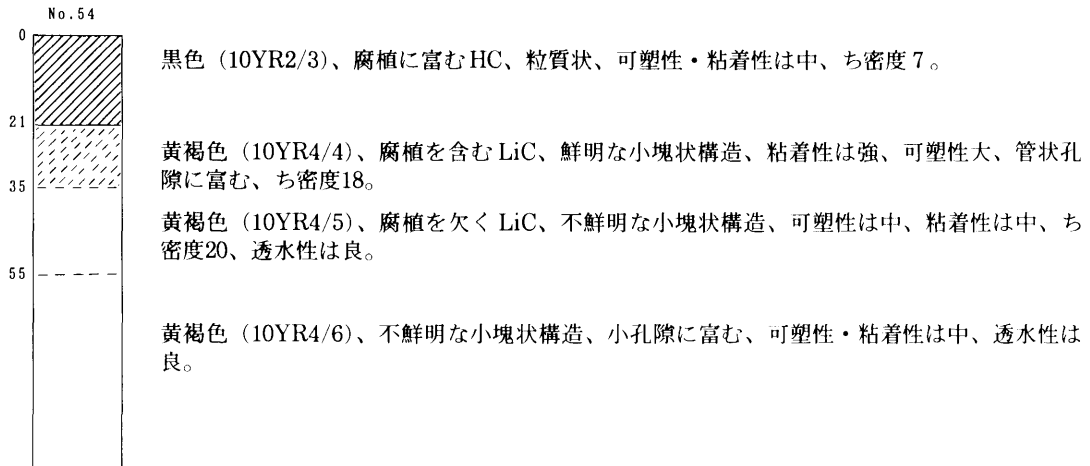 No.54
0
黒色（10YR2/3）、腐植に富むHC、粒質状、可塑性・粘着性は中、ち密度7。
21
黄褐色（10YR4/4）、腐植を含むLiC、鮮明な小塊状構造、粘着性は強、可塑性大、管状孔
隙に富む、ち密度18。
35
黄褐色（10YR4/5）、腐植を欠くLiC、不鮮明な小塊状構造、可塑性は中、粘着性は中、ち
密度20、透水性は良。
55
黄褐色（10YR4/6）、不鮮明な小塊状構造、小孔隙に富む、可塑性・粘着性は中、透水性は
良。